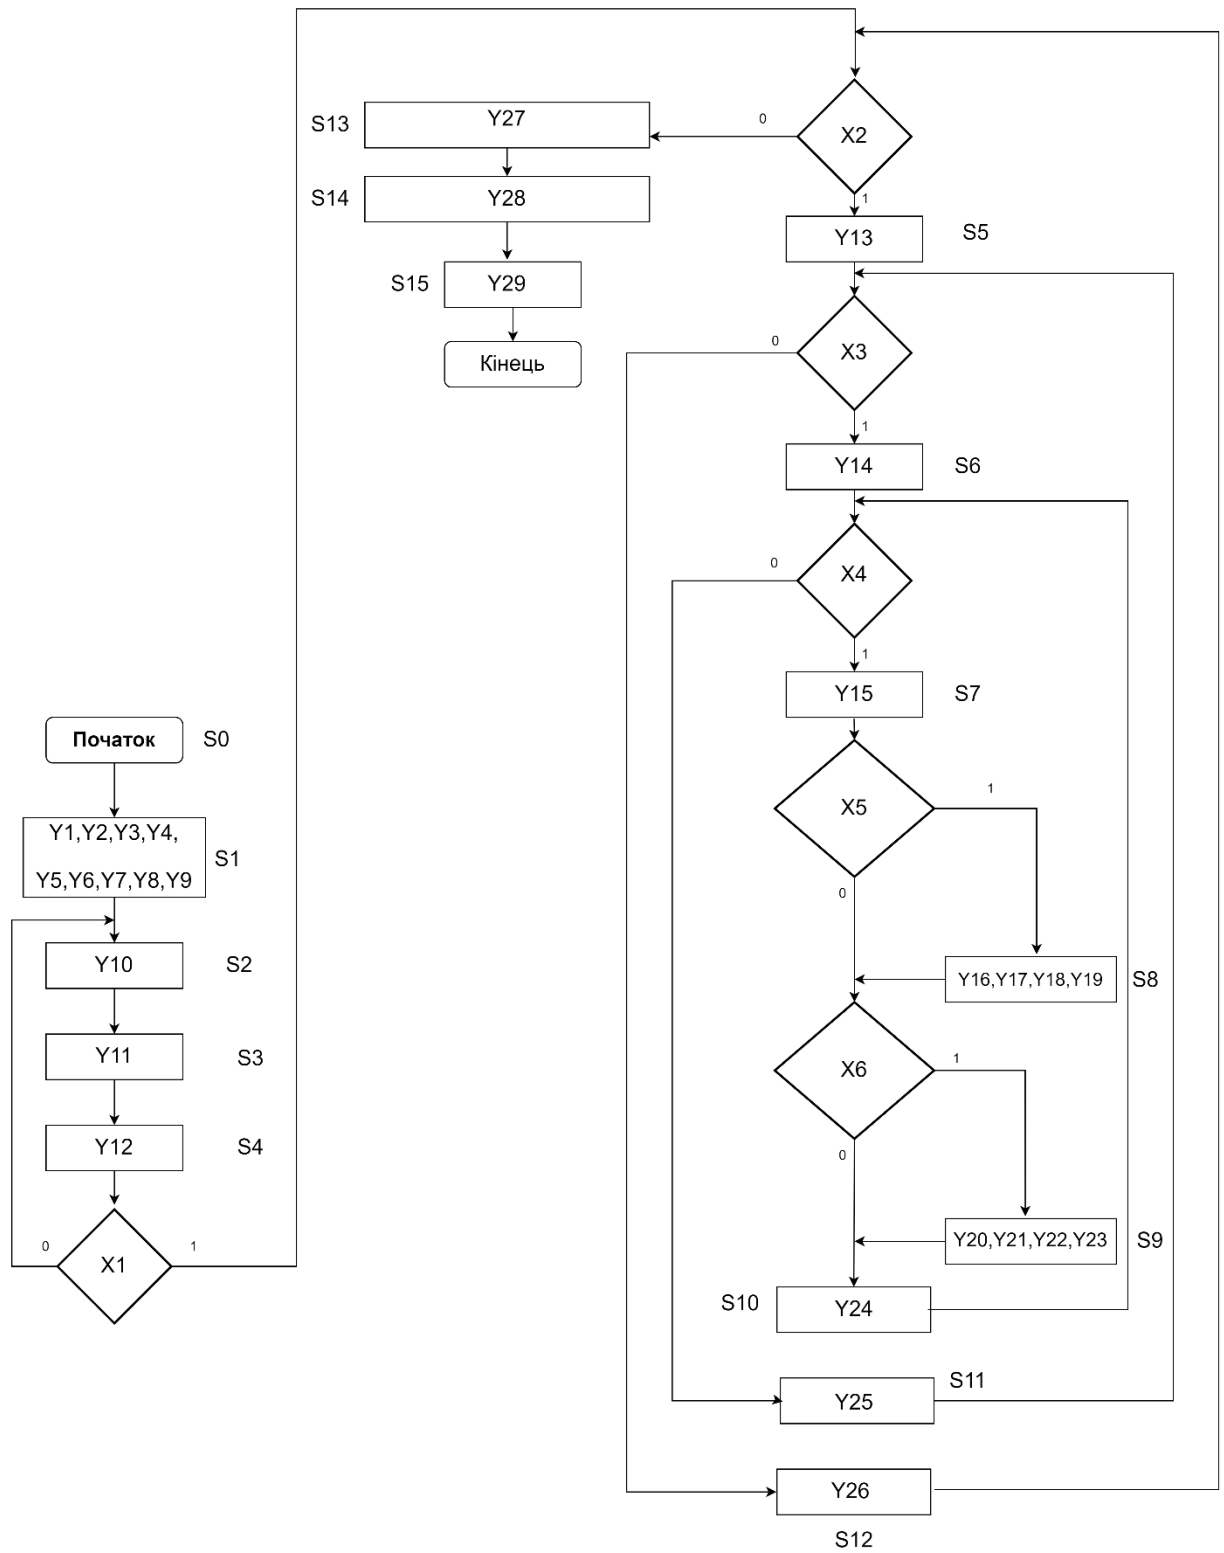 Початок
S0
Y1,Y2,Y3,Y4,
Y5,Y6,Y7,Y8,Y9
S1
Y10
S2
Y11
S3
Y12
S4
X1
0
1
X2
0
1
S13
Y27
S14
Y28
S15
Y29
Кінець
Y13
S5
X3
0
1
Y14
S6
X4
0
1
Y15
S7
X5
1
0
Y16,Y17,Y18,Y19
S8
X6
1
0
Y20,Y21,Y22,Y23
S9
S10
Y24
Y25
S11
Y26
S12